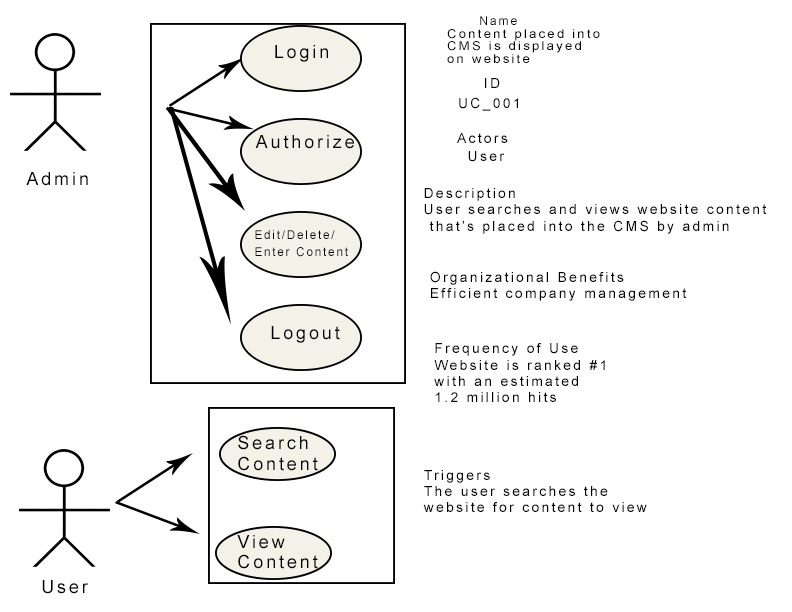 Login
Authorize
Edit/Delete/
Enter Content
Logout
Admin
Search
Content
View
Content
User
Name
Content placed into
CMS is displayed
on website
ID
UC_001
Actors
User
Description
User searches and views website content
that's placed into the CMS by admin
Organizational Benefits
Efficient company management
Frequency of Use
Website is ranked #1
with an estimated
1.2 million hits
Triggers
The user searches the
website for content to view